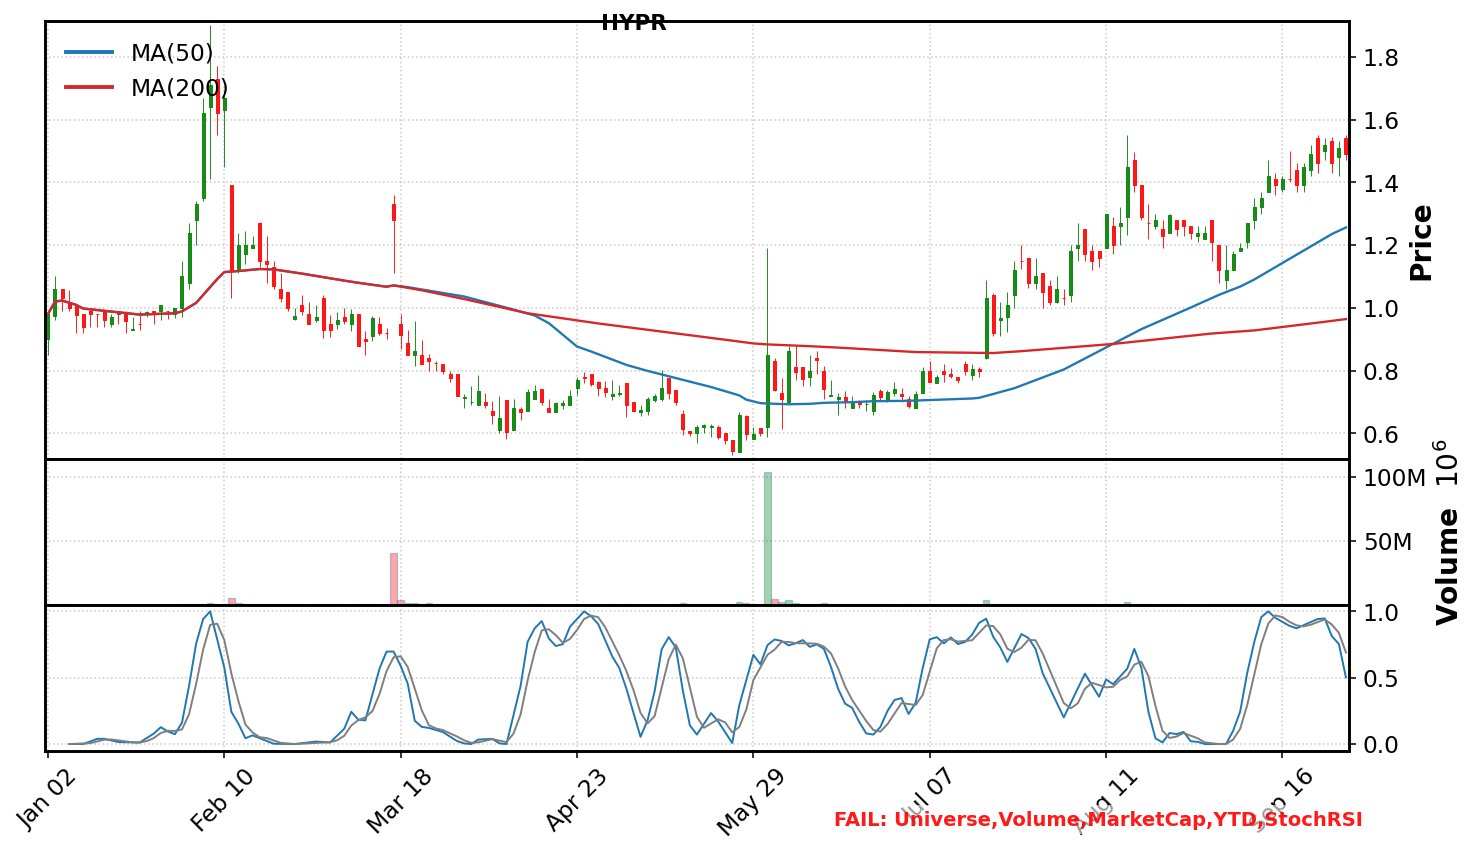 HYPR
MA(50)
MA(200)
1.8
1.6
1.4
1.2
1.0
0.8
0.6
Price
100M
50M
Volume 10^6
1.0
0.5
0.0
Jan 02
Feb 10
Mar 18
Apr 23
May 29
Jul 07
Aug 11
Sep 16
FAIL: Universe,Volume,MarketCap,YTD,StochRSI